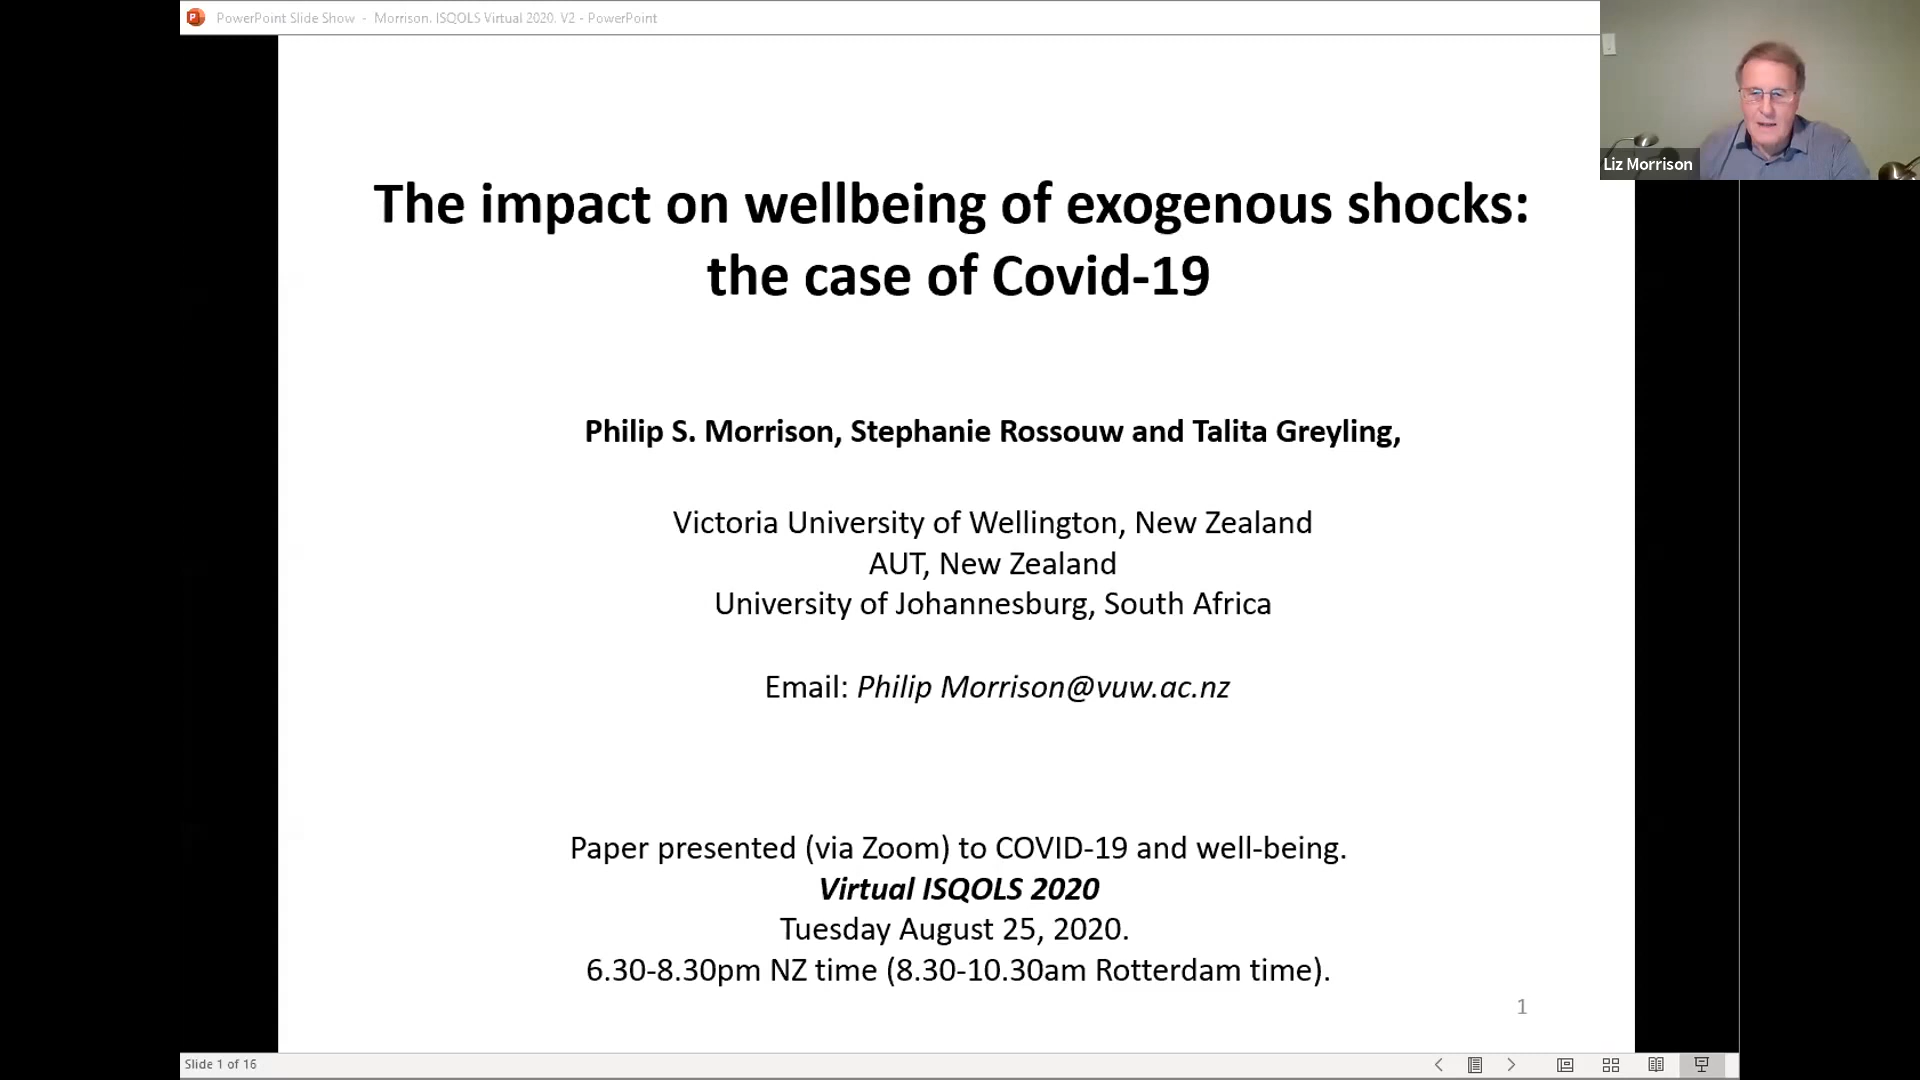 PowerPoint Slide Show - Morrison. ISQOLS Virtual 2020. V2 - PowerPoint
Liz Morrison
The impact on wellbeing of exogenous shocks:
the case of Covid-19
Philip S. Morrison, Stephanie Rossouw and Talita Greyling,
Victoria University of Wellington, New Zealand
AUT, New Zealand
University of Johannesburg, South Africa
Email: Philip Morrison@vuw.ac.nz
Paper presented (via Zoom) to COVID-19 and well-being.
Virtual ISQOLS 2020
Tuesday August 25, 2020.
6.30-8.30pm NZ time (8.30-10.30am Rotterdam time).
1
Slide 1 of 16